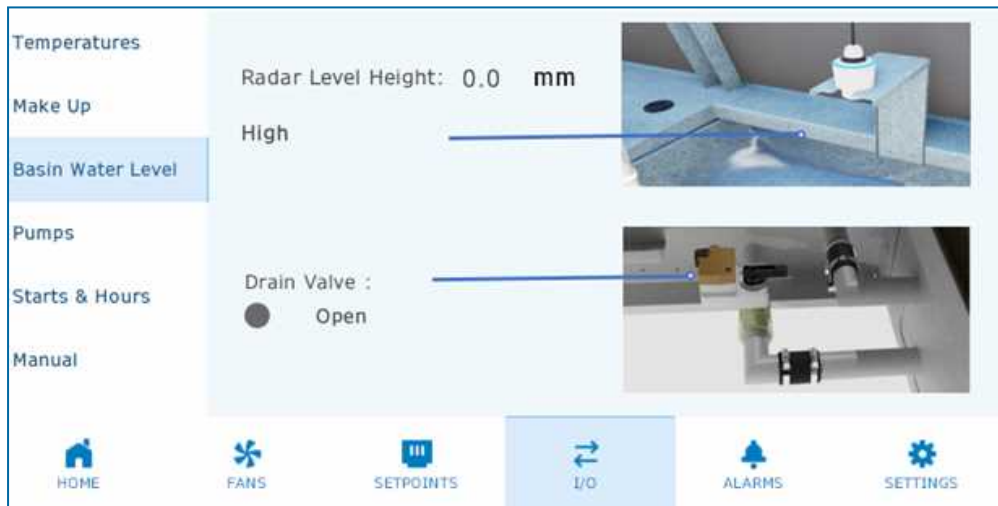 Temperatures
Make Up
Basin Water Level
Pumps
Starts & Hours
Manual
Radar Level Height: 0.0 mm
High
Drain Valve :
Open
HOME
FANS
SETPOINTS
I/O
ALARMS
SETTINGS